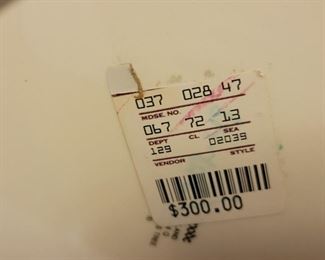 037 028 47
MDSE. NO.
067 72 13
DEPT CL SEA
129 02039
VENDOR STYLE
$300.00